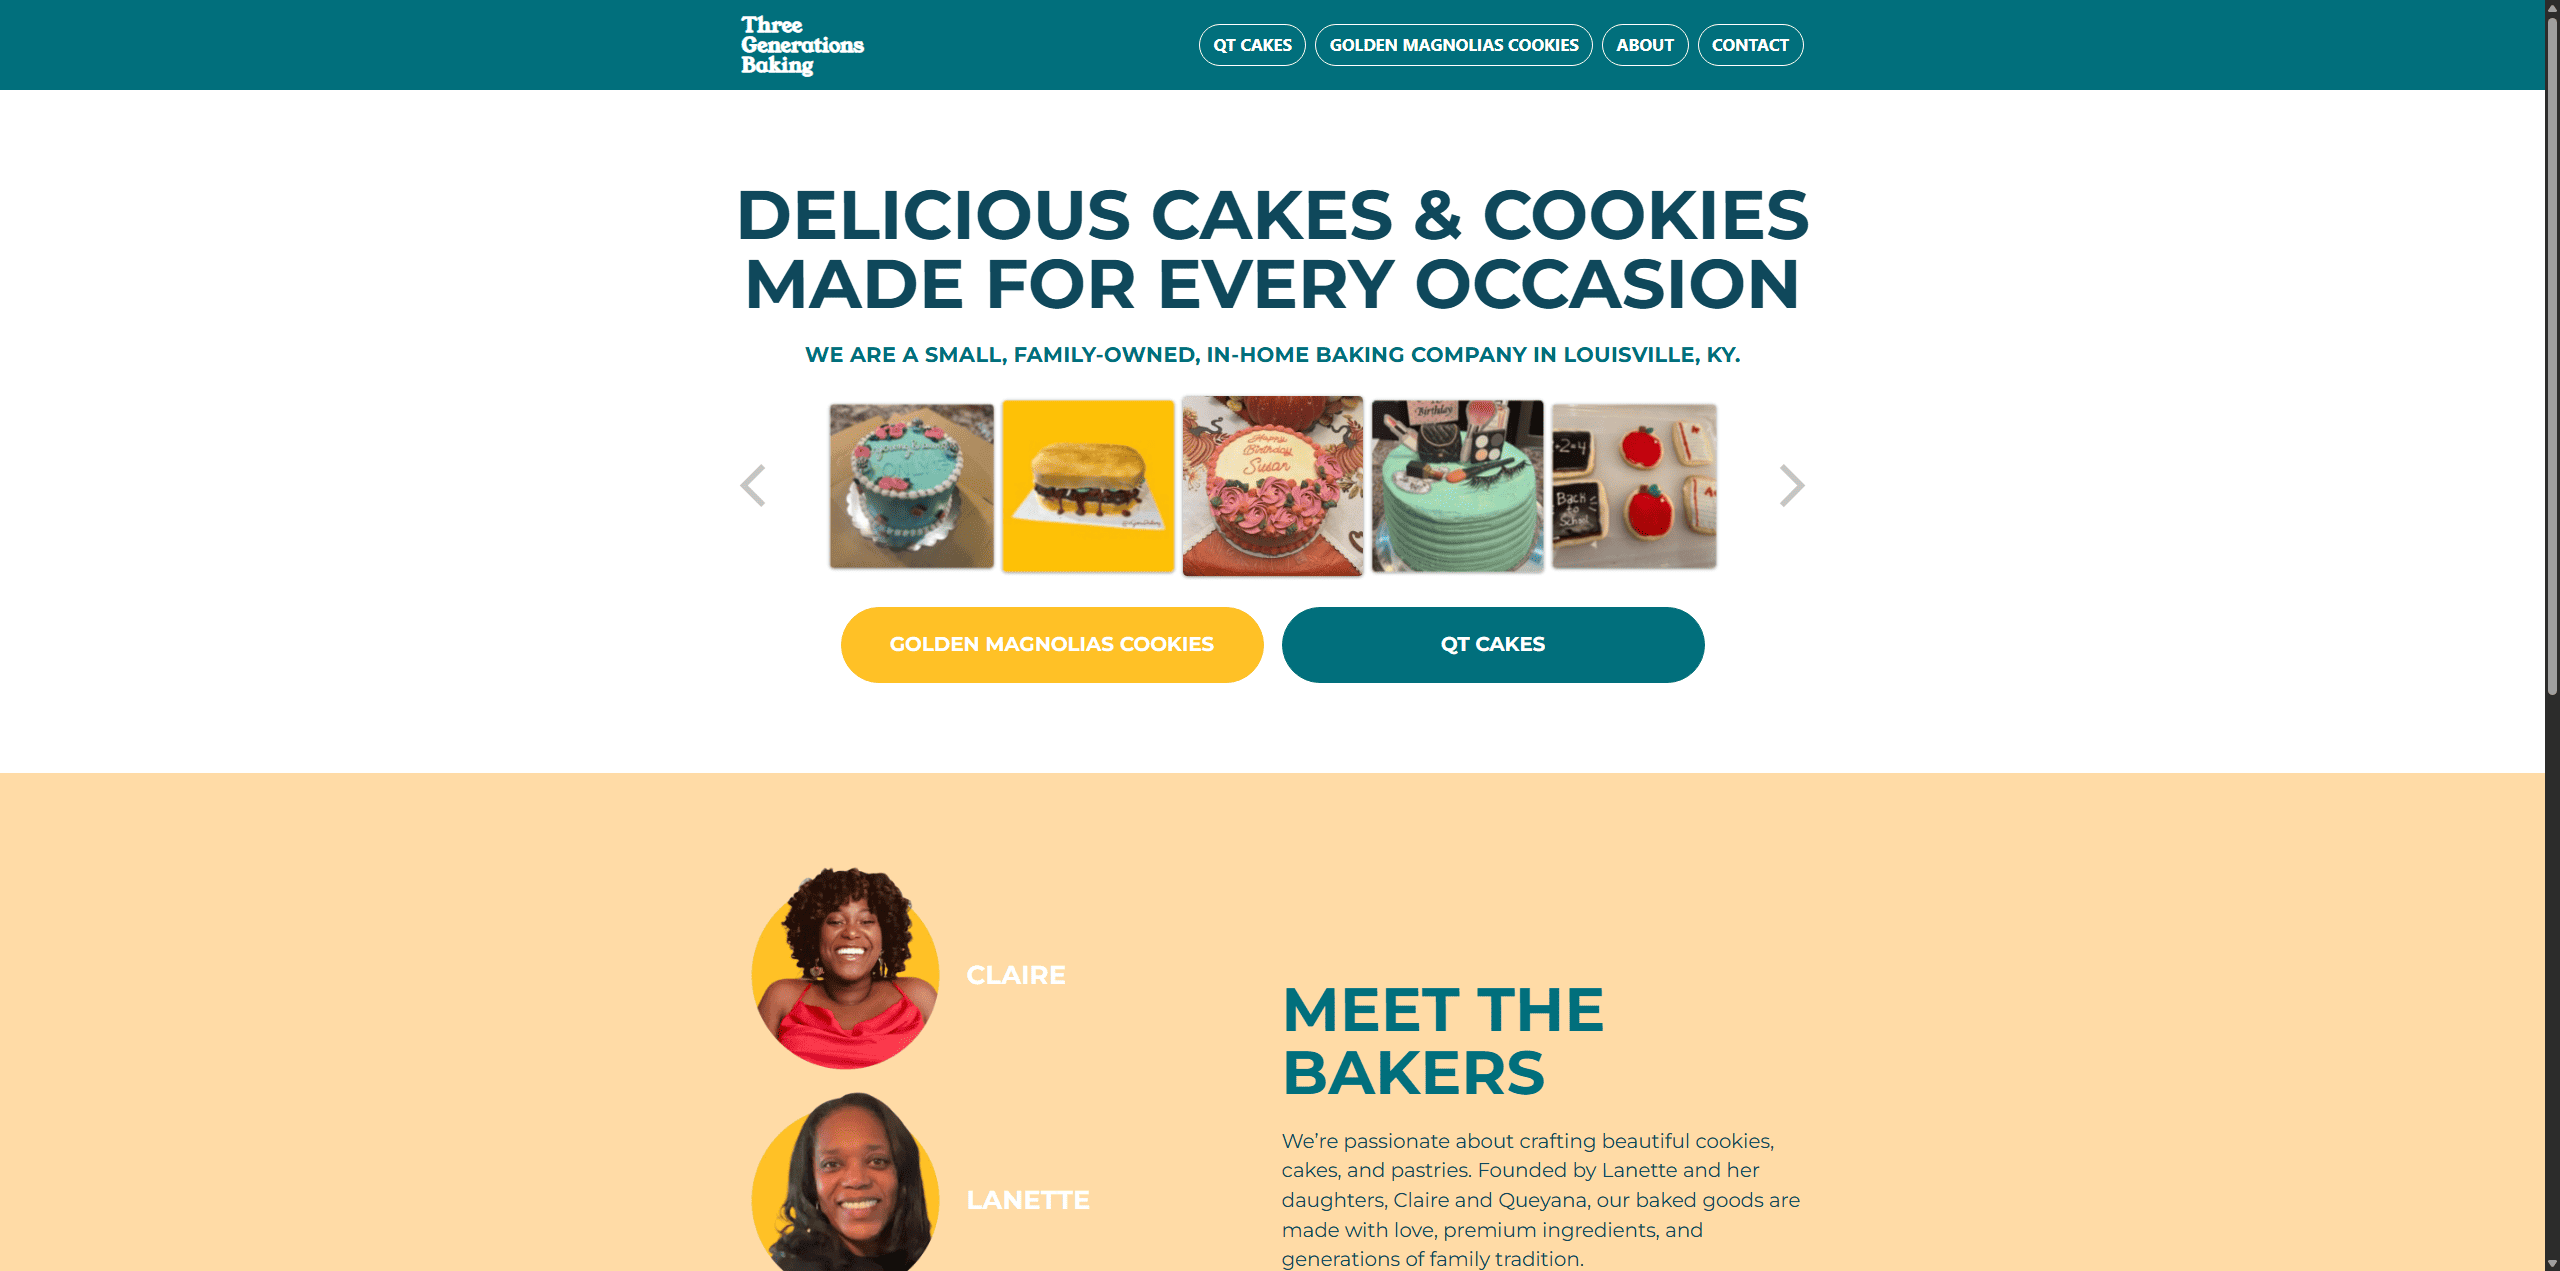 Three
Generations
Baking
QT CAKES
GOLDEN MAGNOLIAS COOKIES
ABOUT
CONTACT
DELICIOUS CAKES & COOKIES
MADE FOR EVERY OCCASION
WE ARE A SMALL, FAMILY-OWNED, IN-HOME BAKING COMPANY IN LOUISVILLE, KY.
Happy
Birthday
Susan
Birthday
+2=4
Back
to
School
GOLDEN MAGNOLIAS COOKIES
QT CAKES
CLAIRE
LANETTE
MEET THE
BAKERS
We’re passionate about crafting beautiful cookies,
cakes, and pastries. Founded by Lanette and her
daughters, Claire and Queyana, our baked goods are
made with love, premium ingredients, and
generations of family tradition.